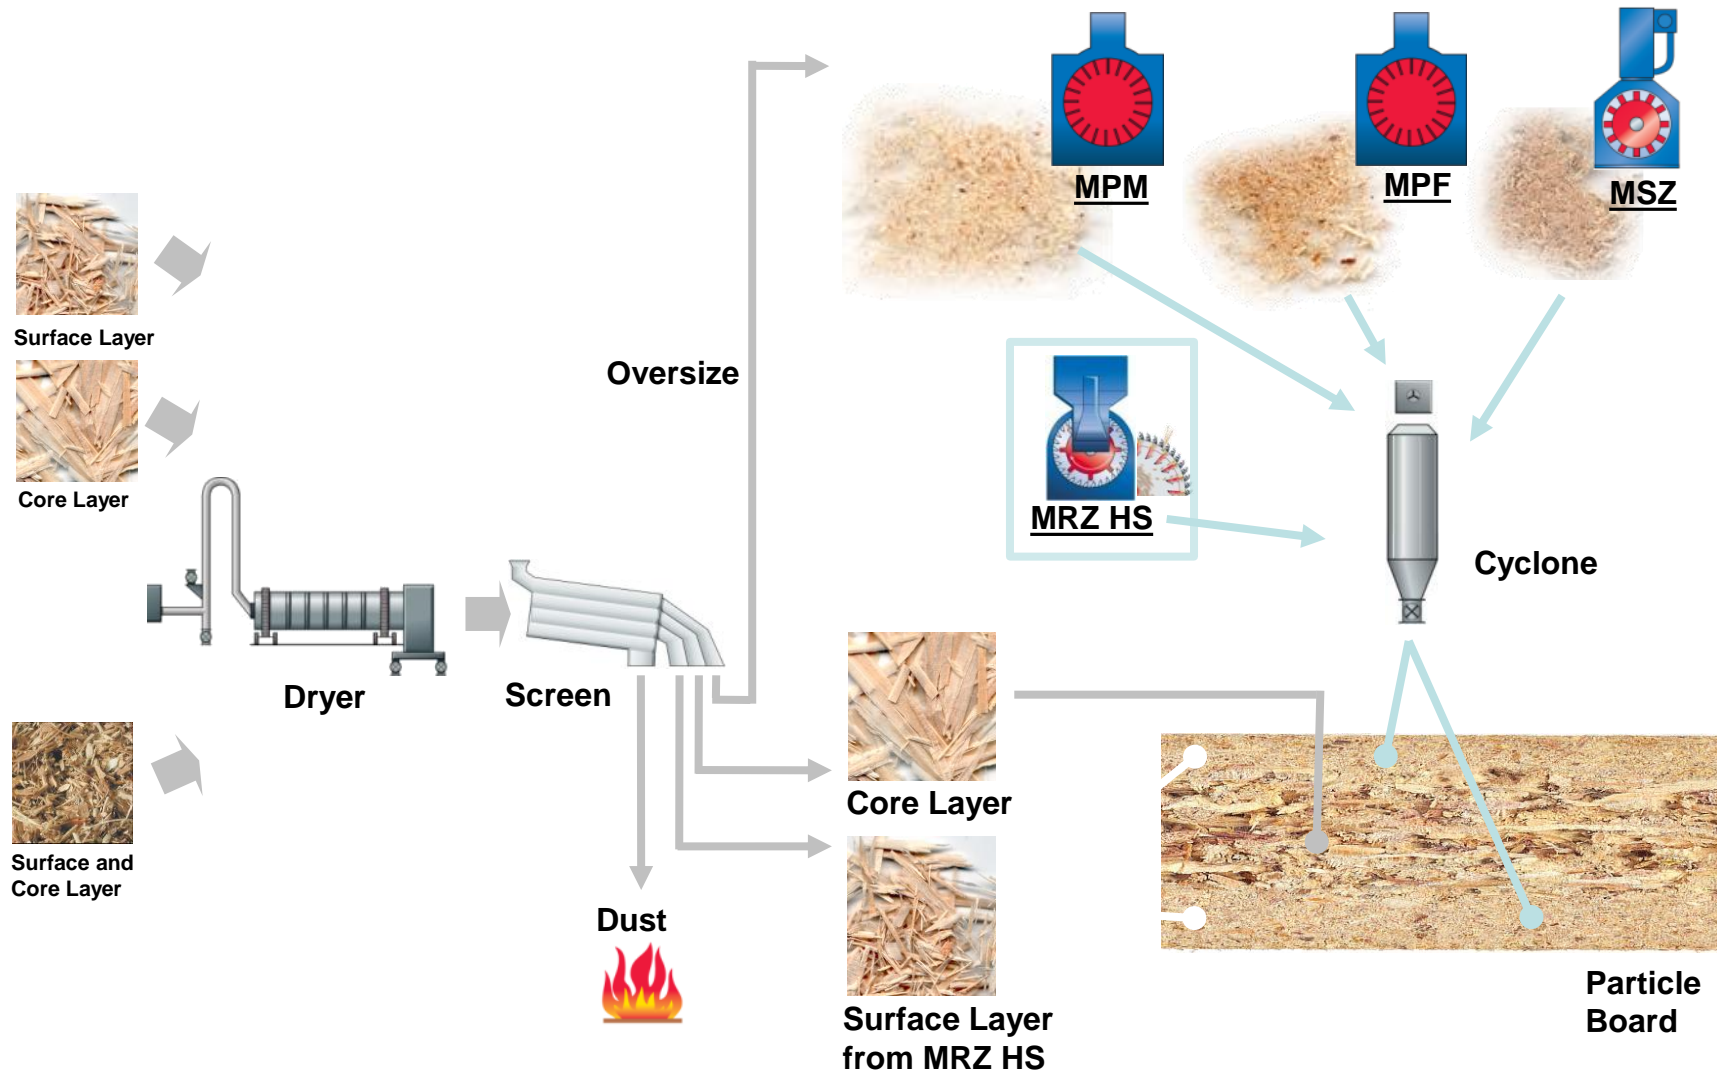 MPM
MPF
MSZ
Surface Layer
Oversize
Core Layer
MRZ HS
Cyclone
Dryer
Screen
Core Layer
Surface and
Core Layer
Dust
Surface Layer
from MRZ HS
Particle
Board